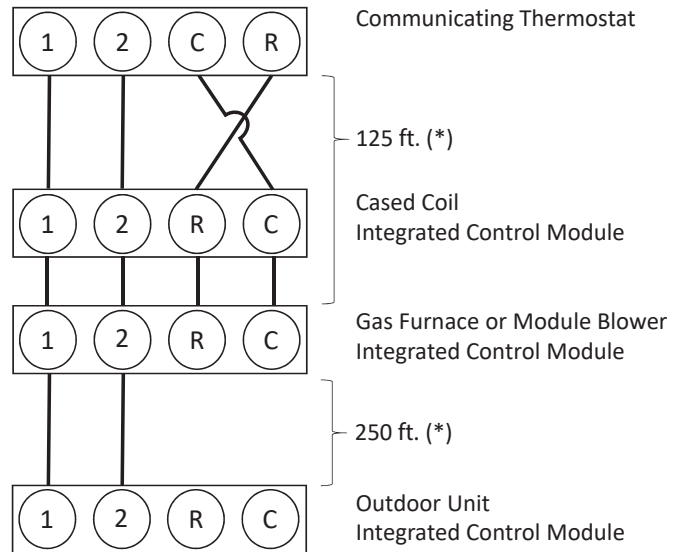 1 2 C R
Communicating Thermostat
125 ft. (*)
1 2 R C
Cased Coil
Integrated Control Module
1 2 R C
Gas Furnace or Module Blower
Integrated Control Module
250 ft. (*)
1 2 R C
Outdoor Unit
Integrated Control Module